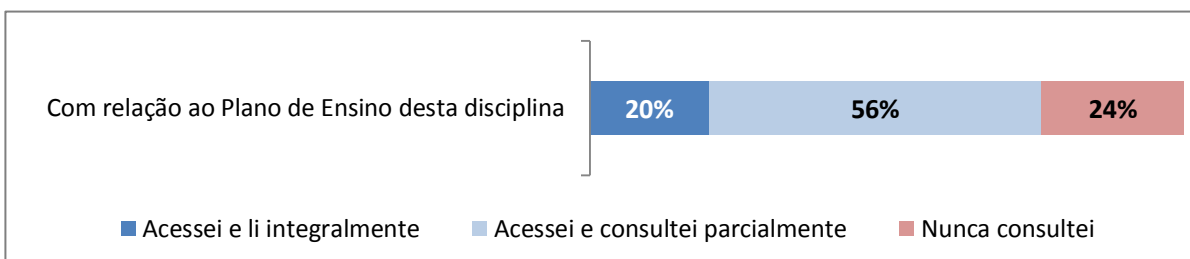 Com relação ao Plano de Ensino desta disciplina 20% 56% 24%
Acessei e li integralmente Acessei e consultei parcialmente Nunca consultei